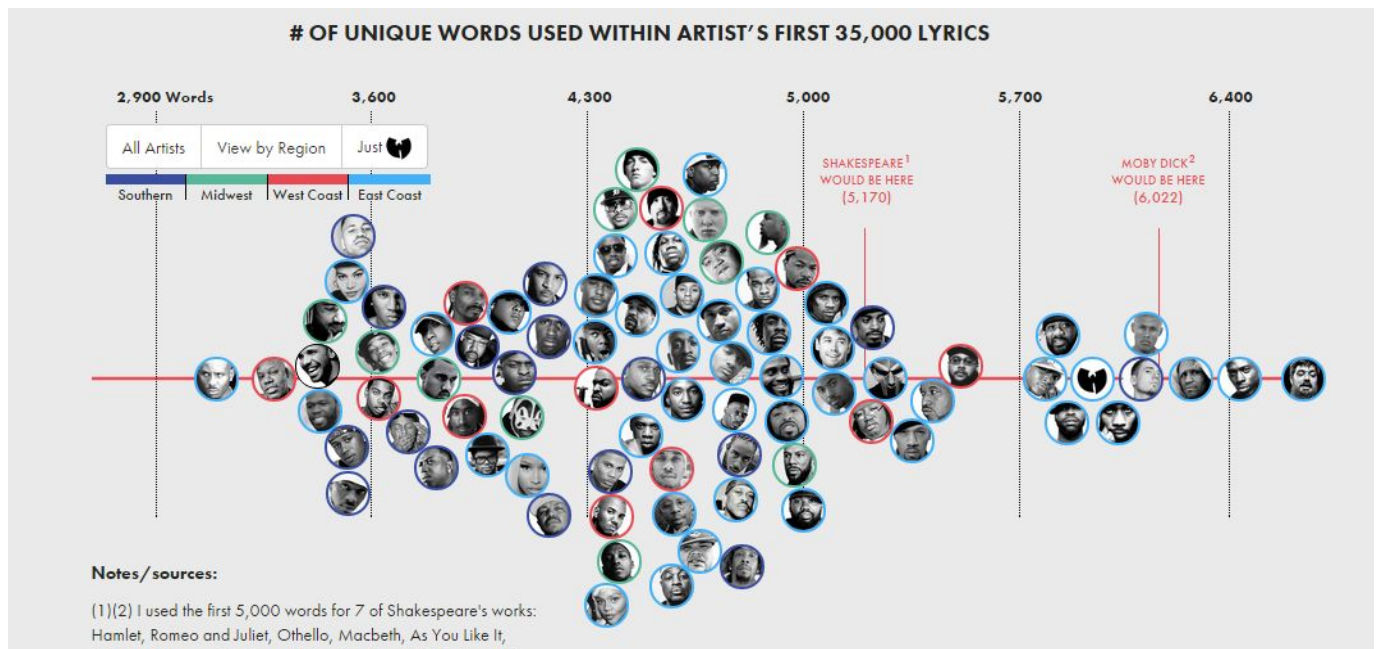 # OF UNIQUE WORDS USED WITHIN ARTIST'S FIRST 35,000 LYRICS
2,900 Words
3,600
4,300
5,000
5,700
6,400
All Artists
View by Region
Just
Southern
Midwest
West Coast
East Coast
SHAKESPEARE1
WOULD BE HERE
(5,170)
MOBY DICK2
WOULD BE HERE
(6,022)
Notes/sources:
(1)(2) I used the first 5,000 words for 7 of Shakespeare's works:
Hamlet, Romeo and Juliet, Othello, Macbeth, As You Like It,